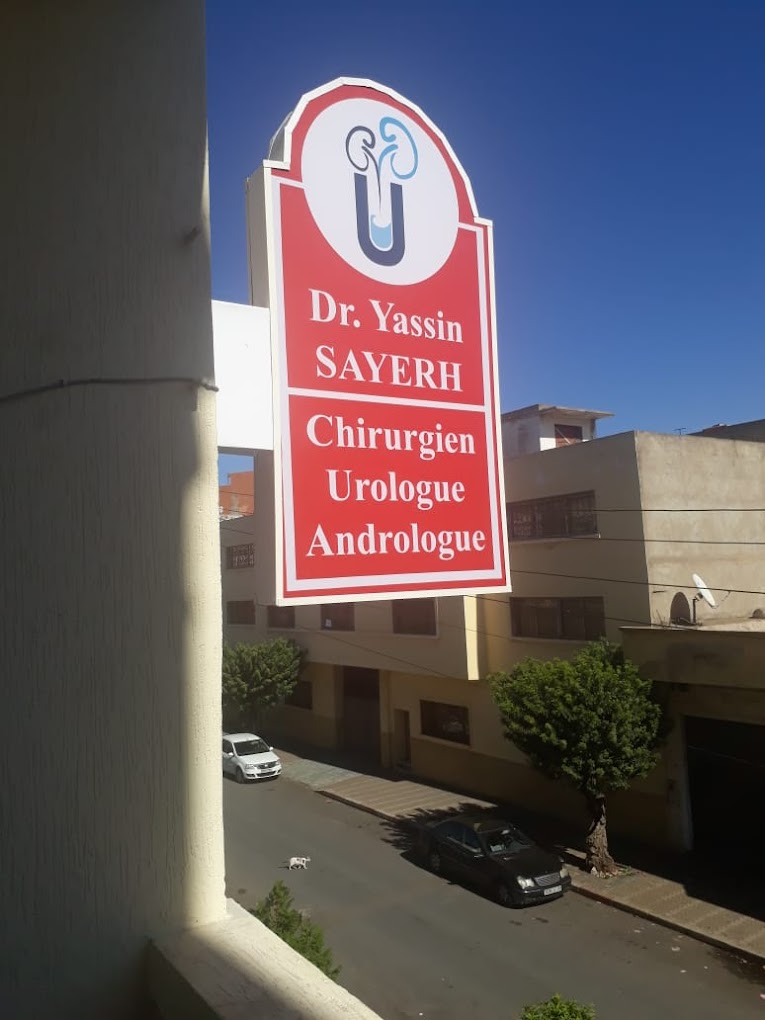 Dr. Yassin
SAYERH
Chirurgien
Urologue
Andrologue